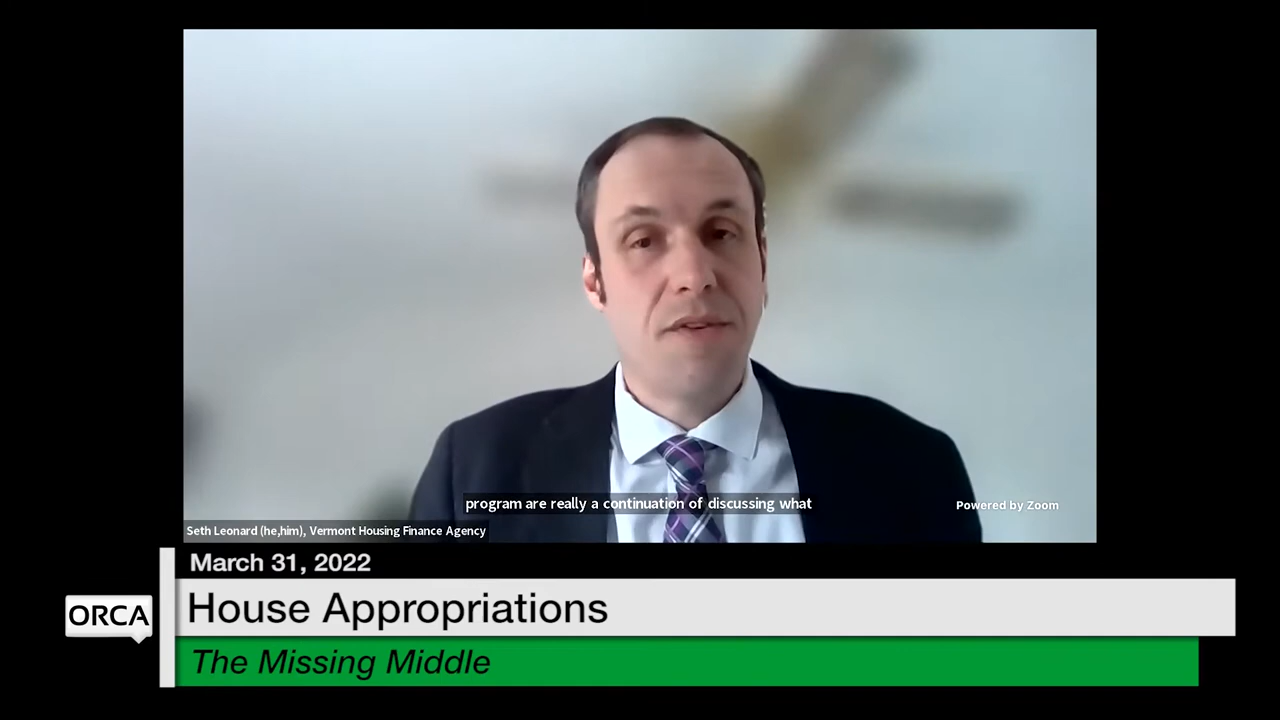 program are really a continuation of discussing what
Powered by Zoom
Seth Leonard (he,him), Vermont Housing Finance Agency
March 31, 2022
ORCA
House Appropriations
The Missing Middle